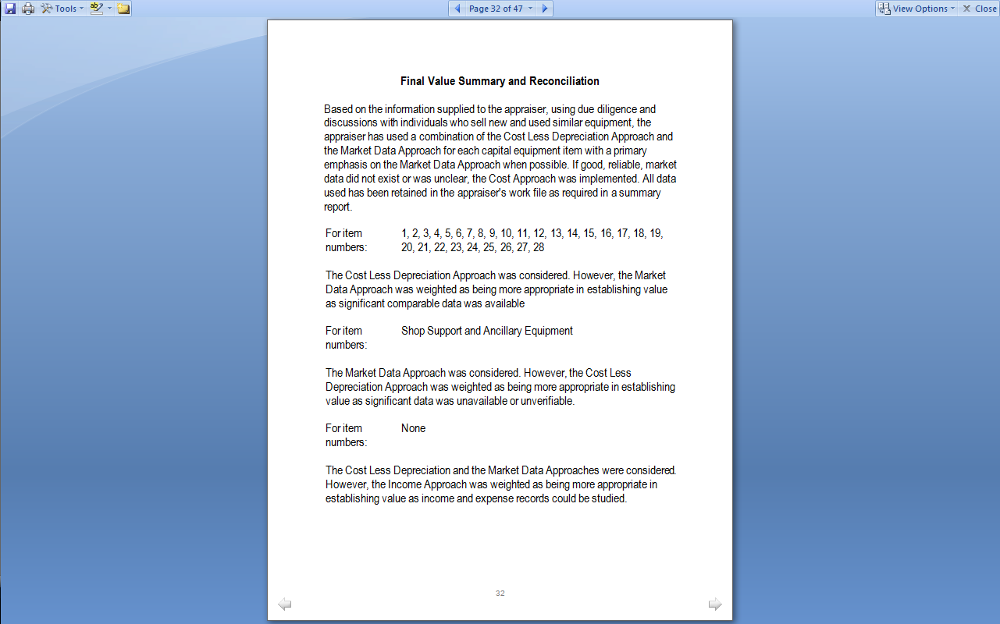 Tools
Page 32 of 47
View Options
Close
Final Value Summary and Reconciliation
Based on the information supplied to the appraiser, using due diligence and
discussions with individuals who sell new and used similar equipment, the
appraiser has used a combination of the Cost Less Depreciation Approach and
the Market Data Approach for each capital equipment item with a primary
emphasis on the Market Data Approach when possible. If good, reliable, market
data did not exist or was unclear, the Cost Approach was implemented. All data
used has been retained in the appraiser's work file as required in a summary
report.
For item 1, 2, 3, 4, 5, 6, 7, 8, 9, 10, 11, 12, 13, 14, 15, 16, 17, 18, 19,
numbers: 20, 21, 22, 23, 24, 25, 26, 27, 28
The Cost Less Depreciation Approach was considered. However, the Market
Data Approach was weighted as being more appropriate in establishing value
as significant comparable data was available
For item Shop Support and Ancillary Equipment
numbers:
The Market Data Approach was considered. However, the Cost Less
Depreciation Approach was weighted as being more appropriate in establishing
value as significant data was unavailable or unverifiable.
For item None
numbers:
The Cost Less Depreciation and the Market Data Approaches were considered.
However, the Income Approach was weighted as being more appropriate in
establishing value as income and expense records could be studied.
32